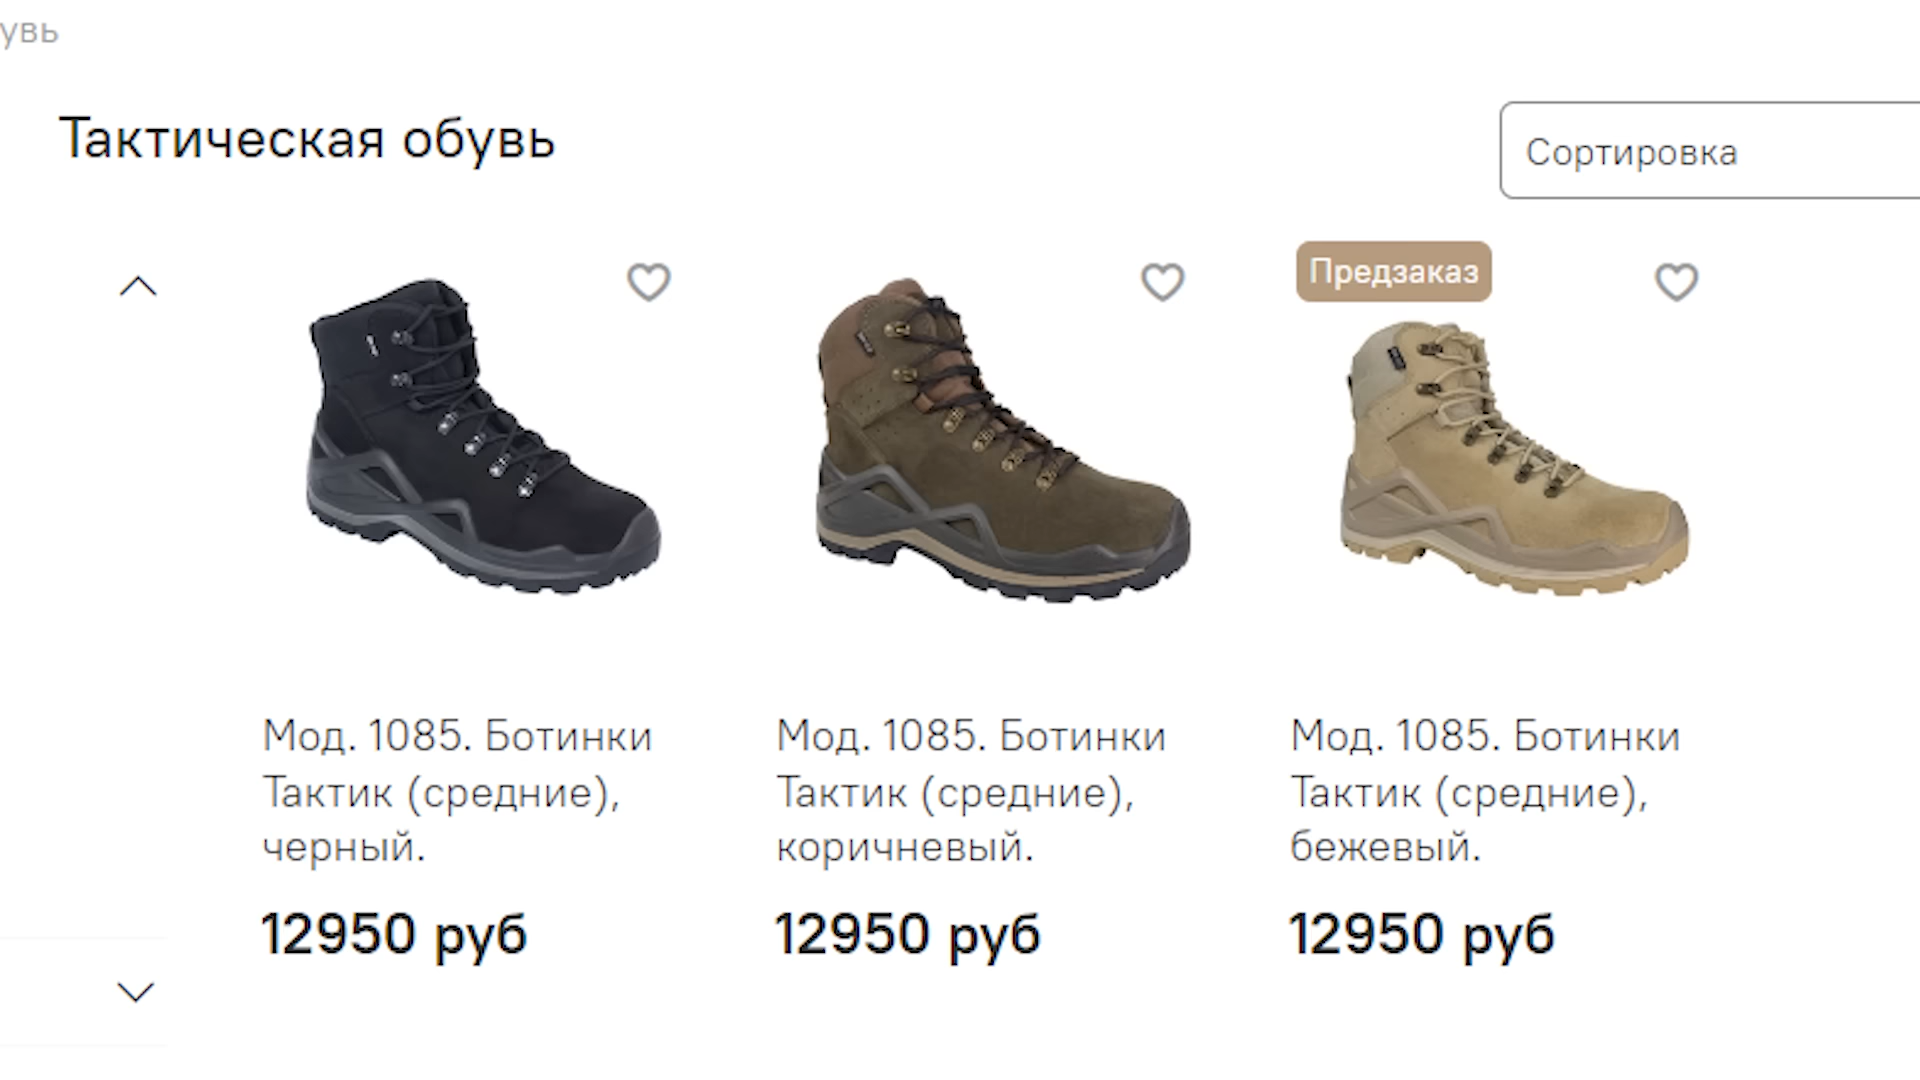 увь
Тактическая обувь
Сортировка
Предзаказ
Мод. 1085. Ботинки
Тактик (средние),
черный.
12950 руб
Мод. 1085. Ботинки
Тактик (средние),
коричневый.
12950 руб
Мод. 1085. Ботинки
Тактик (средние),
бежевый.
12950 руб